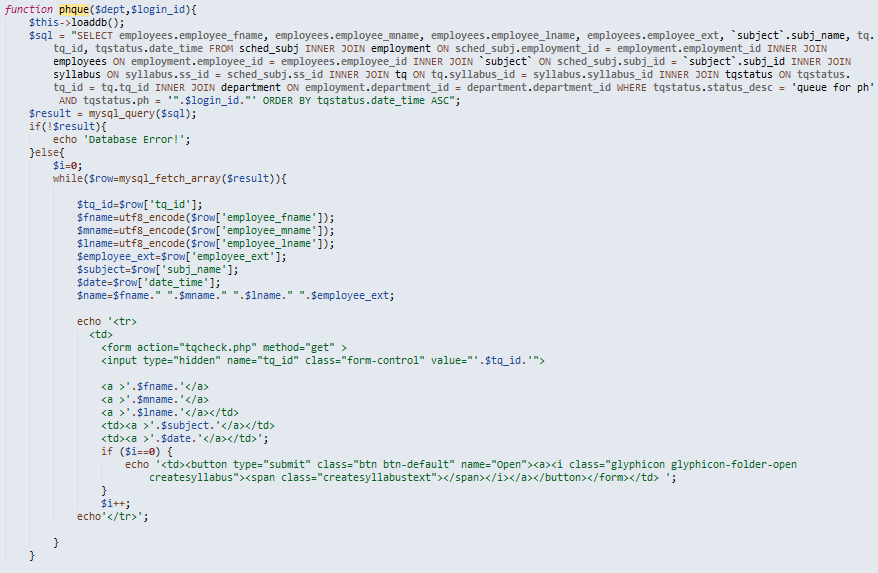 function phque($dept,$login_id){
$this->loaddb();
$sql = "SELECT employees.employee_fname, employees.employee_mname, employees.employee_lname, employees.employee_ext, `subject`.subj_name, tq.
tq_id, tqstatus.date_time FROM sched_subj INNER JOIN employment ON sched_subj.employment_id = employment.employment_id INNER JOIN
employees ON employment.employee_id = employees.employee_id INNER JOIN `subject` ON sched_subj.subj_id = `subject`.subj_id INNER JOIN
syllabus ON syllabus.ss_id = sched_subj.ss_id INNER JOIN tq ON tq.syllabus_id = syllabus.syllabus_id INNER JOIN tqstatus ON tqstatus.
tq_id = tq.tq_id INNER JOIN department ON employment.department_id = department.department_id WHERE tqstatus.status_desc = 'queue for ph'
AND tqstatus.ph = '".$login_id."' ORDER BY tqstatus.date_time ASC";
$result = mysql_query($sql);
if(!$result){
echo 'Database Error!';
}else{
$i=0;
while($row=mysql_fetch_array($result)){
$tq_id=$row['tq_id'];
$fname=utf8_encode($row['employee_fname']);
$mname=utf8_encode($row['employee_mname']);
$lname=utf8_encode($row['employee_lname']);
$employee_ext=$row['employee_ext'];
$subject=$row['subj_name'];
$date=$row['date_time'];
$name=$fname." ".$mname." ".$lname." ".$employee_ext;
echo '<tr>
<td>
<form action="tqcheck.php" method="get" >
<input type="hidden" name="tq_id" class="form-control" value="'.$tq_id.'">
<a >'.$fname.'</a>
<a >'.$mname.'</a>
<a >'.$lname.'</a></td>
<td><a >'.$subject.'</a></td>
<td><a >'.$date.'</a></td>';
if ($i==0) {
echo '<td><button type="submit" class="btn btn-default" name="Open"><a><i class="glyphicon glyphicon-folder-open
createsyllabus"><span class="createsyllabustext"></span></i></a></button></form></td> ';
}
$i++;
echo'</tr>';
}
}